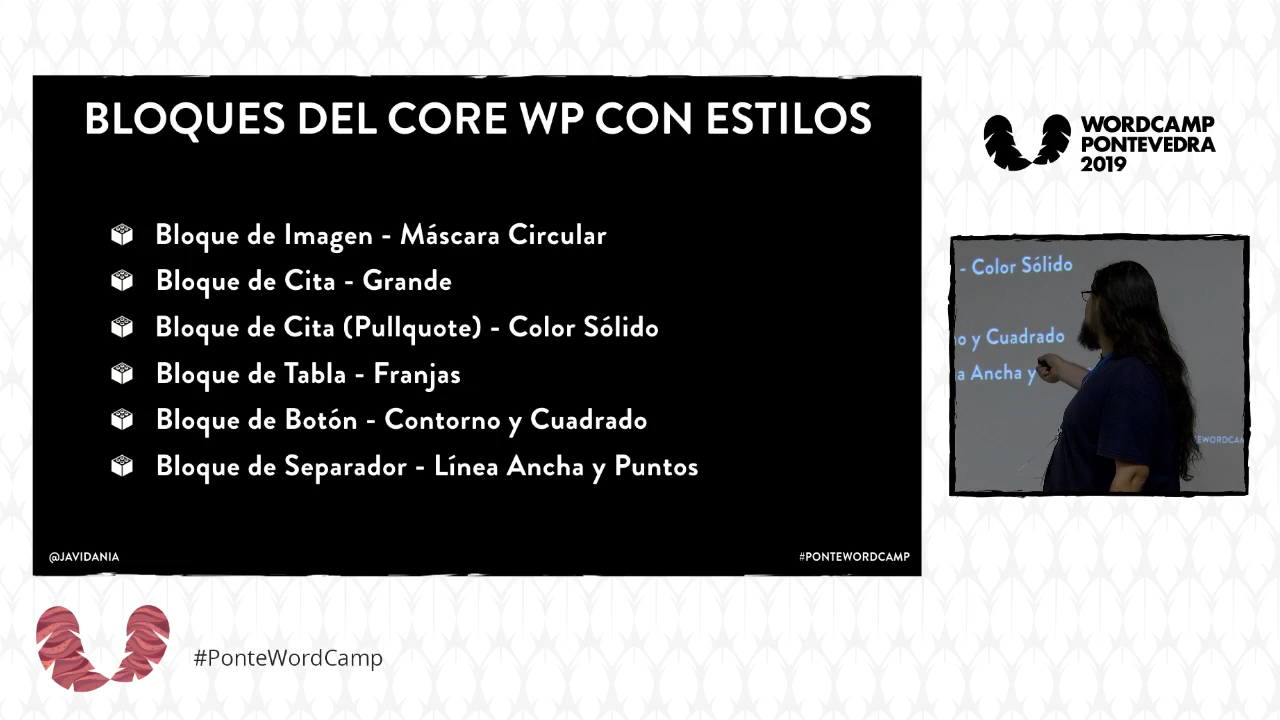 BLOQUES DEL CORE WP CON ESTILOS
Bloque de Imagen - Máscara Circular
Bloque de Cita - Grande
Bloque de Cita (Pullquote) - Color Sólido
Bloque de Tabla - Franjas
Bloque de Botón - Contorno y Cuadrado
Bloque de Separador - Línea Ancha y Puntos
@JAVIDANIA
#PONTEWORDCAMP
WORDCAMP
PONTEVEDRA
2019
- Color Sólido
o y Cuadrado
a Ancha y
EWORDCAM
#PonteWordCamp